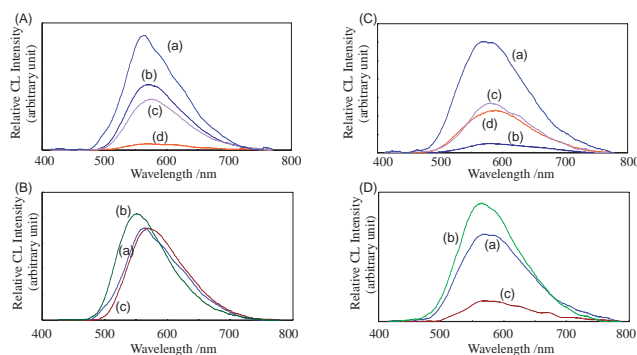 (A)
Relative CL Intensity
(arbitrary unit)
(a)
(b)
(c)
(d)
400 500 600 700 800
Wavelength /nm
(C)
Relative CL Intensity
(arbitrary unit)
(a)
(c)
(d)
(b)
400 500 600 700 800
Wavelength /nm
(B)
Relative CL Intensity
(arbitrary unit)
(b)
(a)
(c)
400 500 600 700 800
Wavelength /nm
(D)
Relative CL Intensity
(arbitrary unit)
(b)
(a)
(c)
400 500 600 700 800
Wavelength /nm